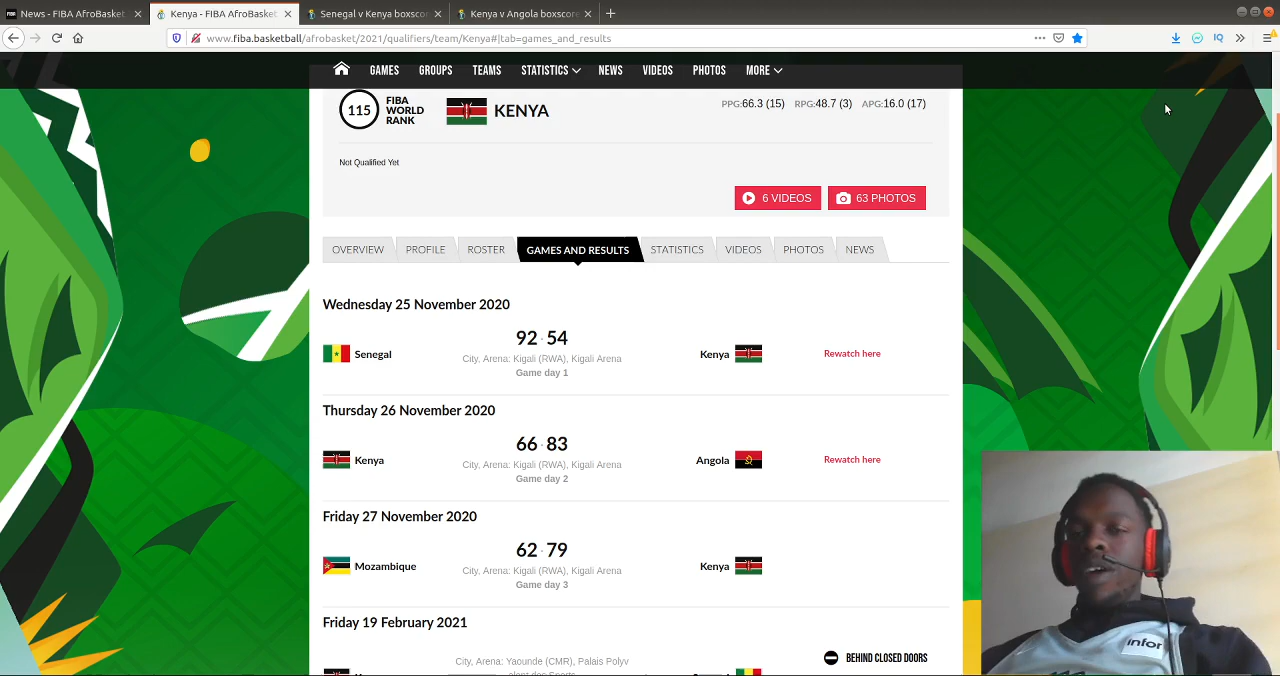 News - FIBA AfroBasket
Kenya - FIBA AfroBasket
Senegal v Kenya boxscor
Kenya v Angola boxscore
www.fiba.basketball/afrobasket/2021/qualifiers/team/Kenya#|tab=games_and_results
GAMES GROUPS TEAMS STATISTICS NEWS VIDEOS PHOTOS MORE
115 FIBA WORLD RANK
KENYA
PPG:66.3 (15) RPG:48.7 (3) APG:16.0 (17)
Not Qualified Yet
6 VIDEOS
63 PHOTOS
OVERVIEW PROFILE ROSTER GAMES AND RESULTS STATISTICS VIDEOS PHOTOS NEWS
Wednesday 25 November 2020
92 - 54
Senegal
City, Arena: Kigali (RWA), Kigali Arena
Kenya
Rewatch here
Game day 1
Thursday 26 November 2020
66 - 83
Kenya
City, Arena: Kigali (RWA), Kigali Arena
Angola
Rewatch here
Game day 2
Friday 27 November 2020
62 - 79
Mozambique
City, Arena: Kigali (RWA), Kigali Arena
Kenya
Game day 3
Friday 19 February 2021
City, Arena: Yaounde (CMR), Palais Polyv
BEHIND CLOSED DOORS
infor